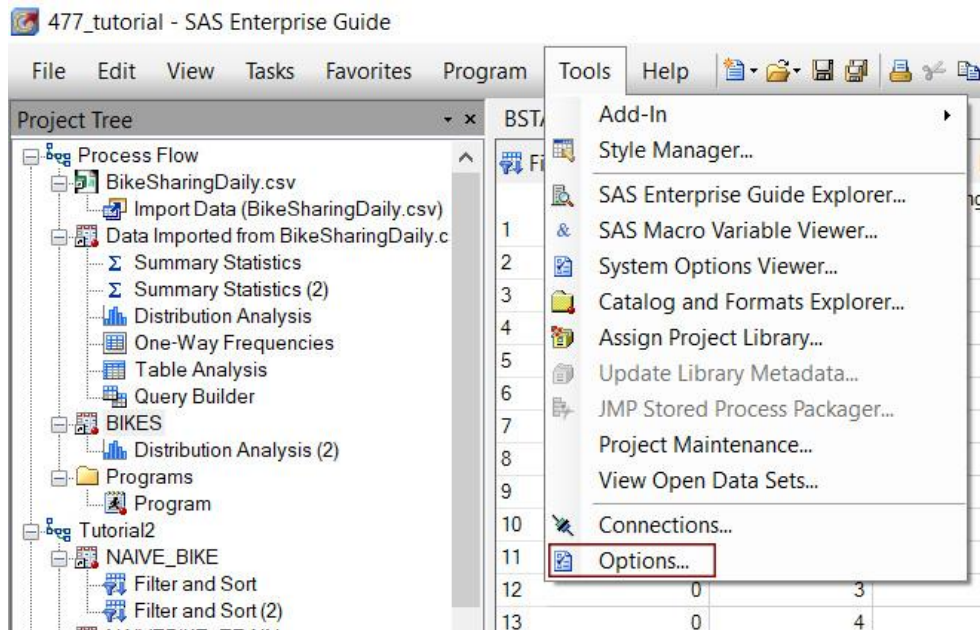 477_tutorial - SAS Enterprise Guide
File Edit View Tasks Favorites Program Tools Help
Project Tree
Process Flow
BikeSharingDaily.csv
Import Data (BikeSharingDaily.csv)
Data Imported from BikeSharingDaily.c
Σ Summary Statistics
Σ Summary Statistics (2)
Distribution Analysis
One-Way Frequencies
Table Analysis
Query Builder
BIKES
Distribution Analysis (2)
Programs
Program
Tutorial2
NAIVE_BIKE
Filter and Sort
Filter and Sort (2)
BST
Fi
1
2
3
4
5
6
7
8
9
10
11
12 0 3
13 0 4
Add-In
Style Manager...
SAS Enterprise Guide Explorer...
& SAS Macro Variable Viewer...
System Options Viewer...
Catalog and Formats Explorer...
Assign Project Library...
Update Library Metadata...
JMP Stored Process Packager...
Project Maintenance...
View Open Data Sets...
Connections...
Options...